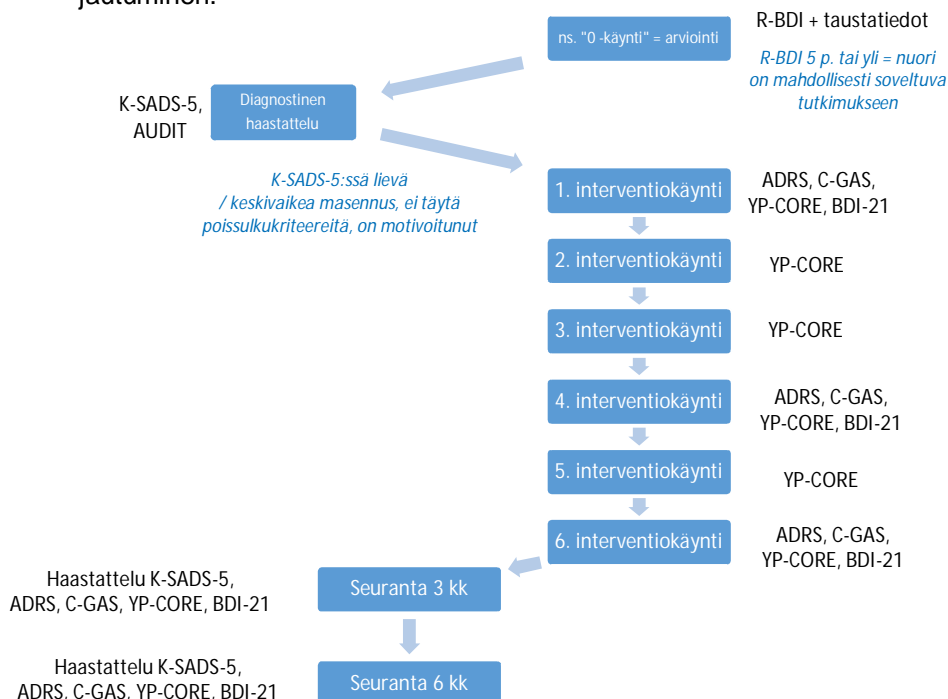 jautuminen.
ns. "0 -käynti" = arviointi
R-BDI + taustatiedot
R-BDI 5 p. tai yli = nuori
on mahdollisesti soveltuva
tutkimukseen
K-SADS-5,
AUDIT
Diagnostinen
haastattelu
K-SADS-5:ssä lievä
/ keskivaikea masennus, ei täytä
poissulkukriteereitä, on motivoitunut
1. interventiokäynti
ADRS, C-GAS,
YP-CORE, BDI-21
2. interventiokäynti
YP-CORE
3. interventiokäynti
YP-CORE
4. interventiokäynti
ADRS, C-GAS,
YP-CORE, BDI-21
5. interventiokäynti
YP-CORE
6. interventiokäynti
ADRS, C-GAS,
YP-CORE, BDI-21
Haastattelu K-SADS-5,
ADRS, C-GAS, YP-CORE, BDI-21
Seuranta 3 kk
Haastattelu K-SADS-5,
ADRS, C-GAS, YP-CORE, BDI-21
Seuranta 6 kk